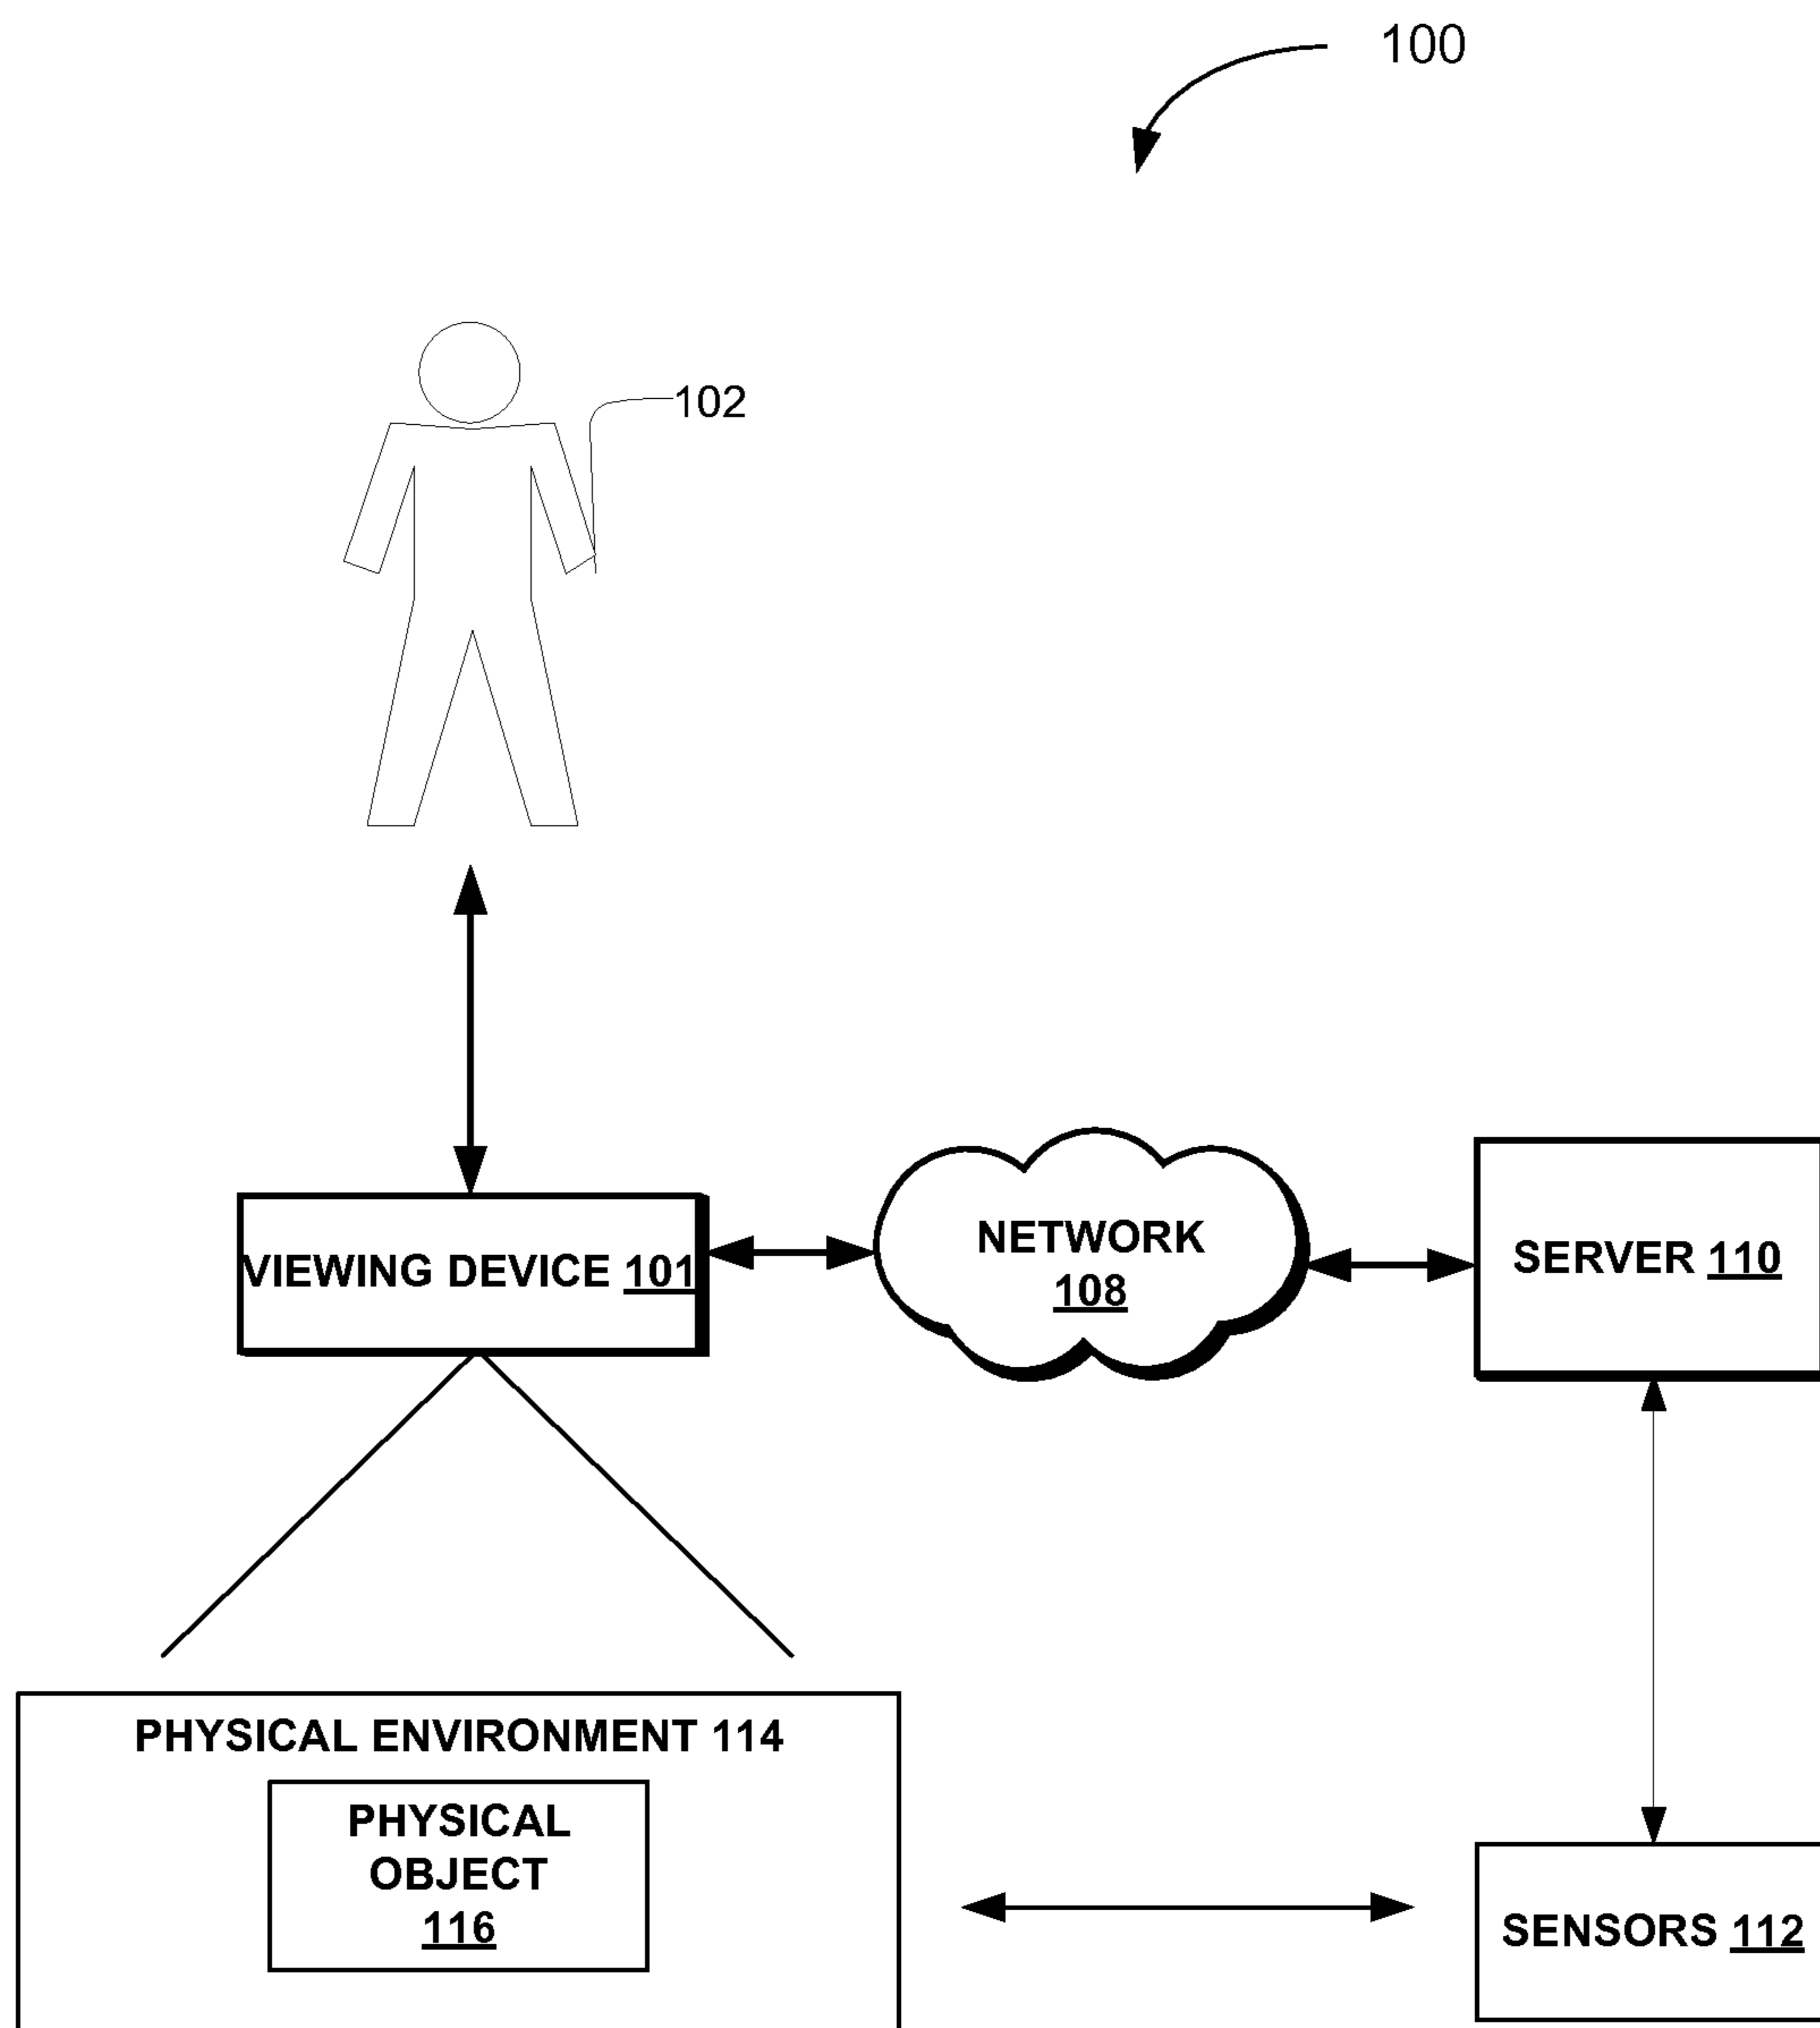 100
102
NETWORK
108
VIEWING DEVICE 101
SERVER 110
PHYSICAL ENVIRONMENT 114
PHYSICAL
OBJECT
116
SENSORS 112